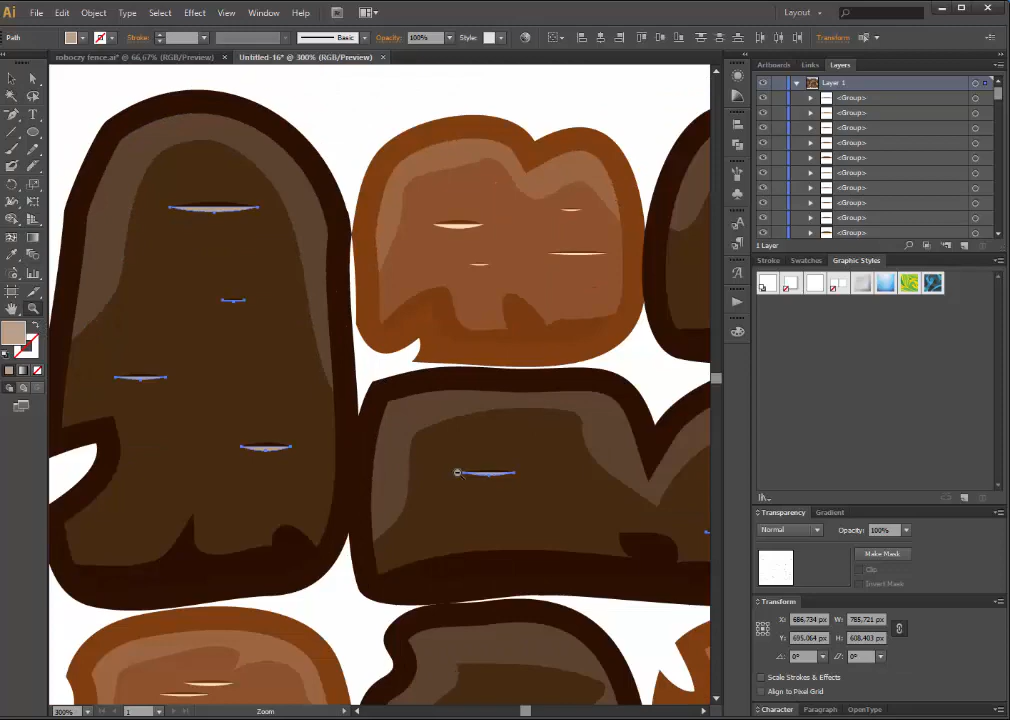 Ai File Edit Object Type Select Effect View Window Help Layout
Path Stroke: Basic Opacity: 100% Style: Transform
roboczy fence.ai* @ 66,67% (RGB/Preview) × Untitled-16* @ 300% (RGB/Preview) ×
Artboards Links Layers
Layer 1
<Group>
<Group>
<Group>
<Group>
<Group>
<Group>
<Group>
<Group>
<Group>
<Group>
1 Layer
Stroke Swatches Graphic Styles
Transparency Gradient
Normal Opacity: 100%
Make Mask
Clip
Invert Mask
Transform
X: 686,734 px W: 785,721 px
Y: 695,064 px H: 608,403 px
0° 0°
Scale Strokes & Effects
Align to Pixel Grid
Character Paragraph OpenType
300% 1 Zoom